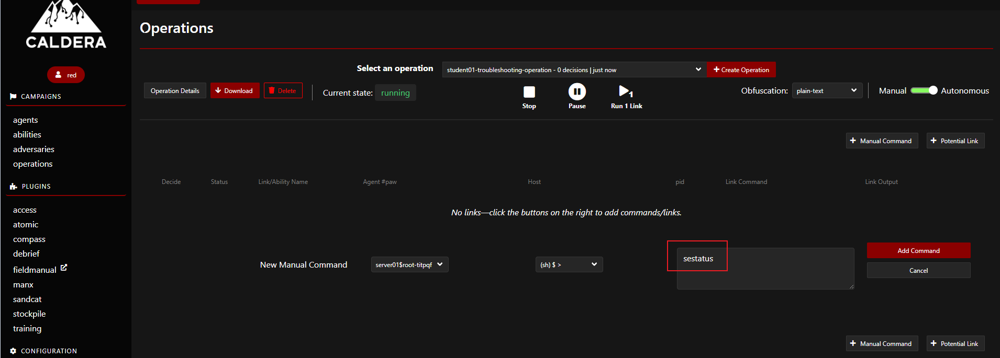 CALDERA
red
CAMPAIGNS
agents
abilities
adversaries
operations
PLUGINS
access
atomic
compass
debrief
fieldmanual
manx
sandcat
stockpile
training
CONFIGURATION
Operations
Select an operation
student01-troubleshooting-operation - 0 decisions | just now
+ Create Operation
Operation Details
Download
Delete
Current state: running
Stop
Pause
1
Run 1 Link
Obfuscation: plain-text
Manual Autonomous
+ Manual Command + Potential Link
Decide Status Link/Ability Name Agent #paw Host pid Link Command Link Output
No links—click the buttons on the right to add commands/links.
New Manual Command server01$root-titpqf (sh) $ > sestatus
Add Command
Cancel
+ Manual Command + Potential Link